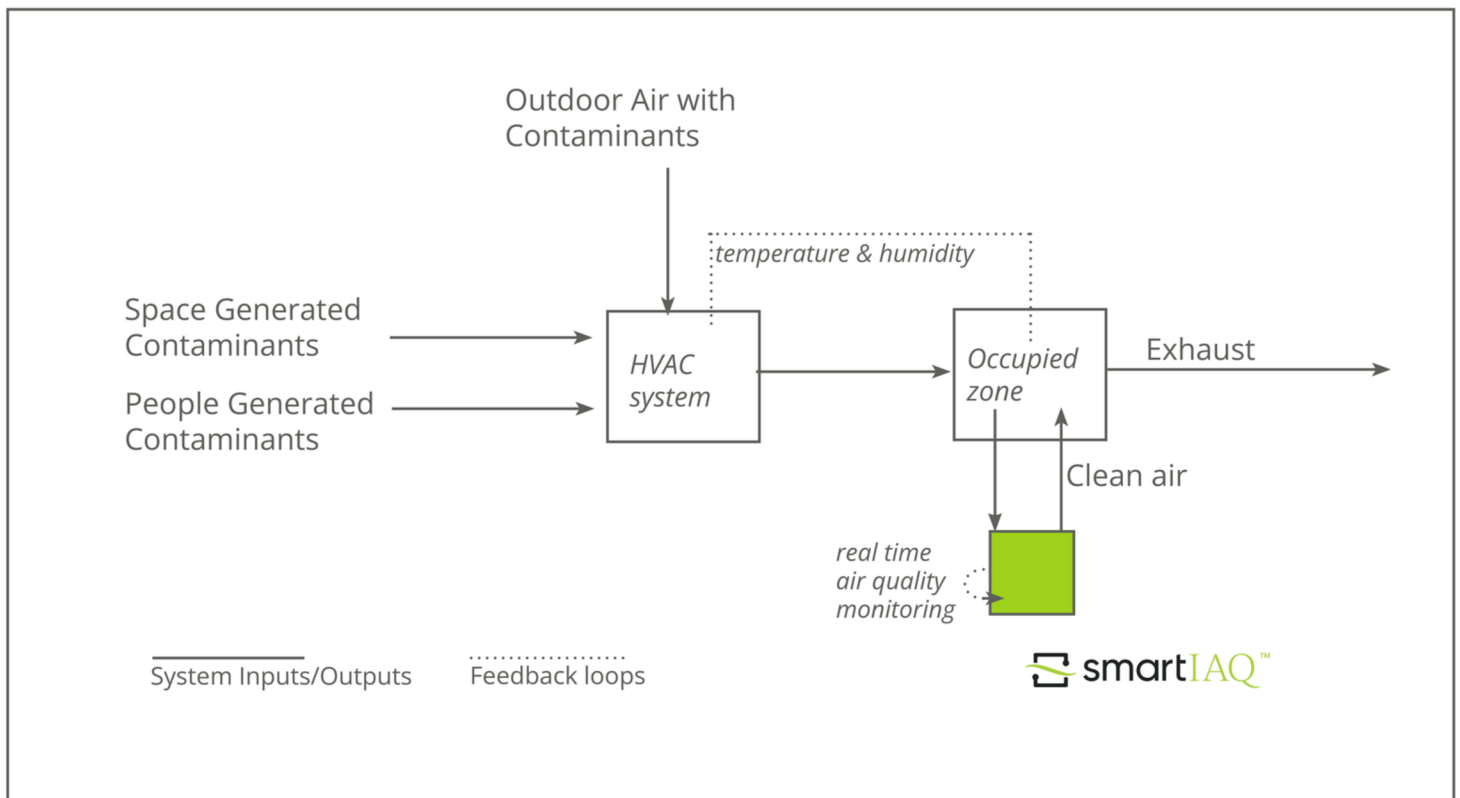 Outdoor Air with
Contaminants
temperature & humidity
Space Generated
Contaminants
People Generated
Contaminants
HVAC
system
Occupied
zone
Exhaust
Clean air
real time
air quality
monitoring
System Inputs/Outputs
Feedback loops
smartIAQ™